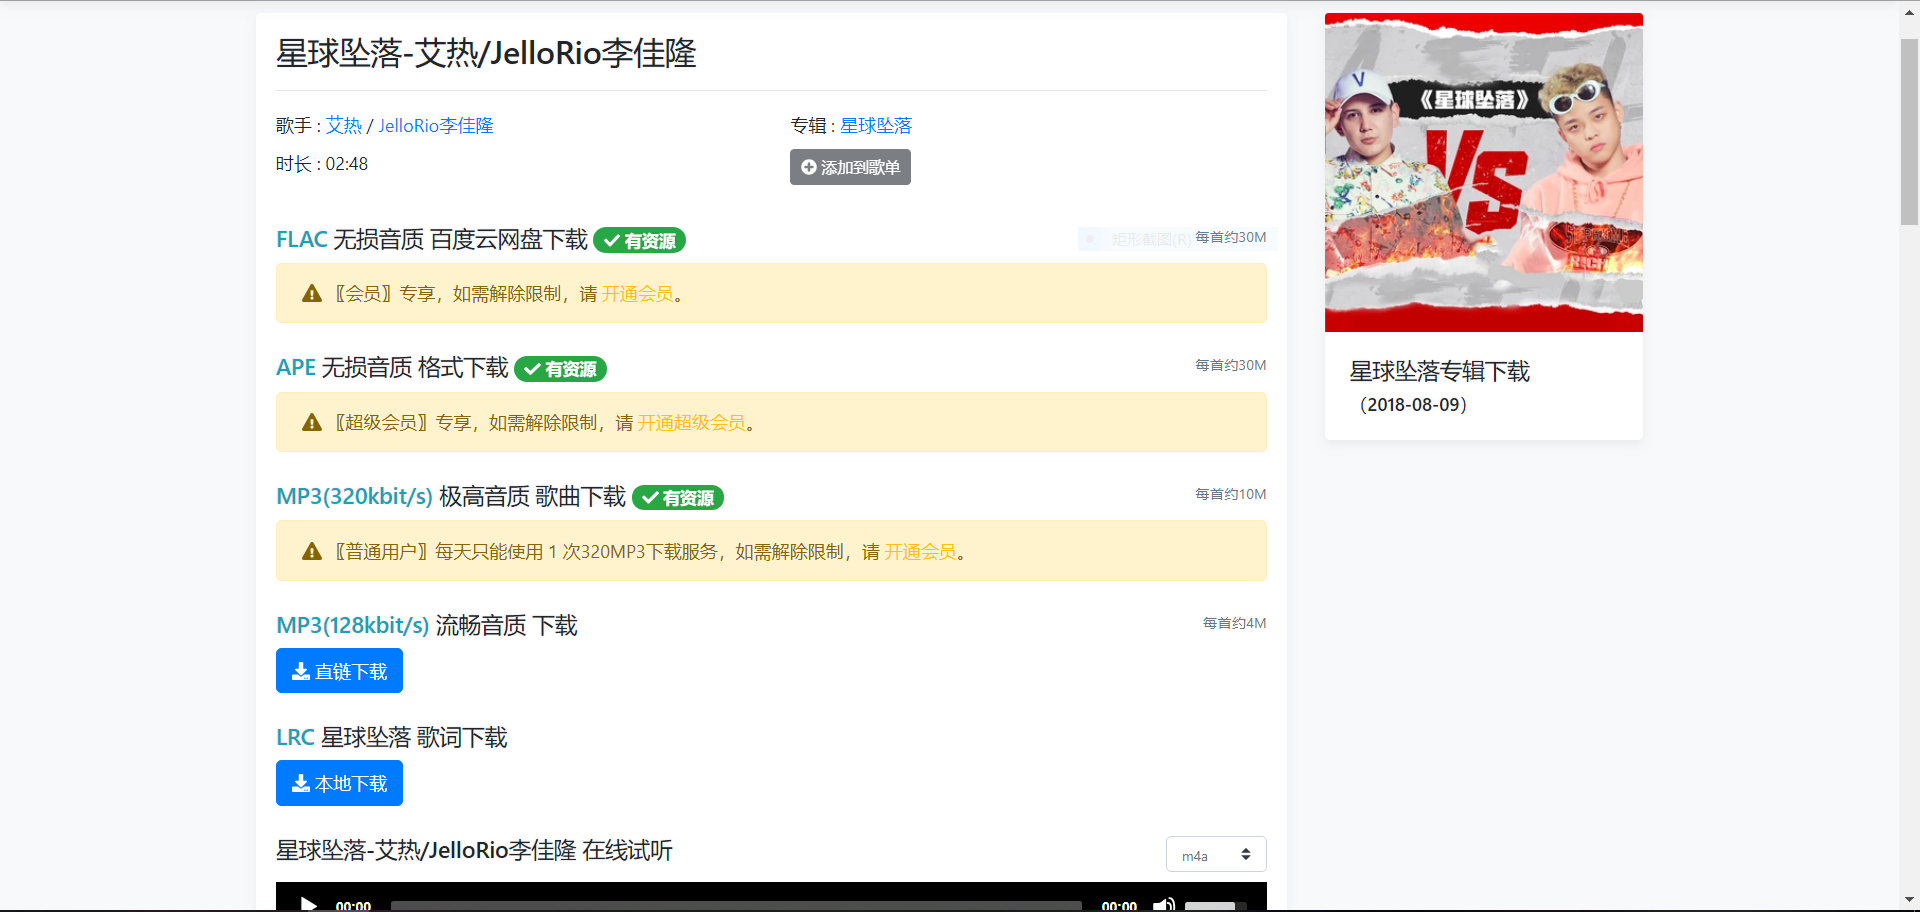 星球坠落-艾热/JelloRio李佳隆
歌手 : 艾热 / JelloRio李佳隆
专辑 : 星球坠落
时长 : 02:48
添加到歌单
FLAC 无损音质 百度云网盘下载 有资源
矩形截图(R) 每首约30M
〖会员〗专享，如需解除限制，请 开通会员。
APE 无损音质 格式下载 有资源
每首约30M
〖超级会员〗专享，如需解除限制，请 开通超级会员。
MP3(320kbit/s) 极高音质 歌曲下载 有资源
每首约10M
〖普通用户〗每天只能使用 1 次320MP3下载服务，如需解除限制，请 开通会员。
MP3(128kbit/s) 流畅音质 下载
每首约4M
直链下载
LRC 星球坠落 歌词下载
本地下载
星球坠落-艾热/JelloRio李佳隆 在线试听
m4a
00:00
00:00
V
《星球坠落》
VS
RICH
星球坠落专辑下载
（2018-08-09）